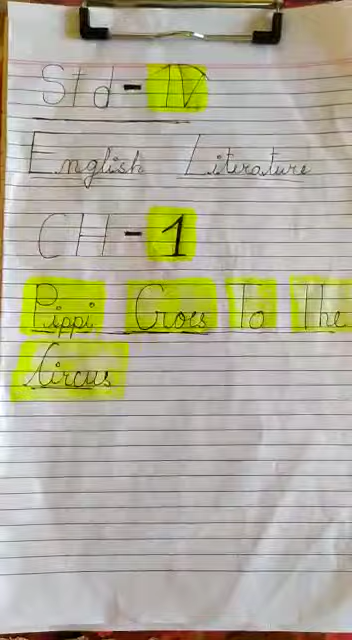 Std - IV
English Literature
CH - 1
Pippi Goes To The
Circus